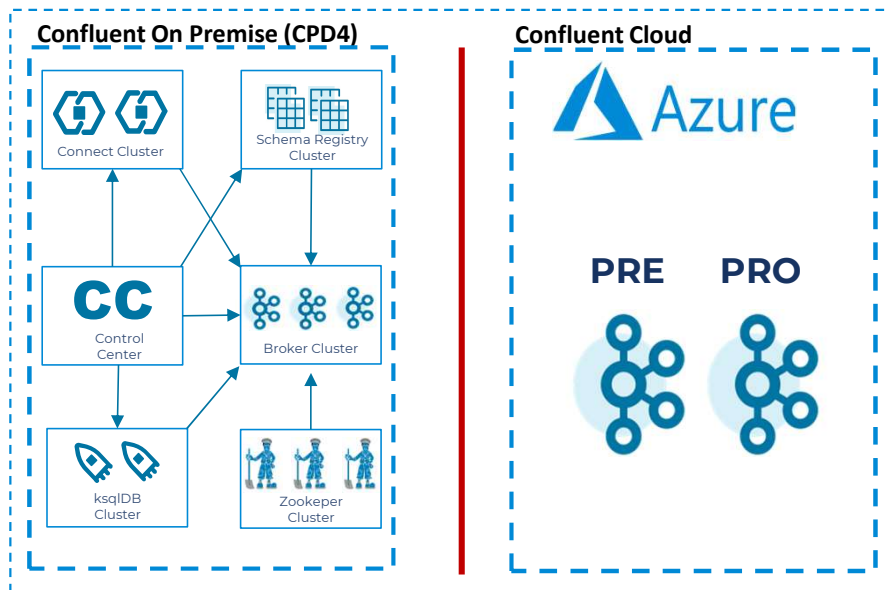 Confluent On Premise (CPD4)
Connect Cluster
Schema Registry
Cluster
CC
Control
Center
Broker Cluster
ksqlDB
Cluster
Zookeper
Cluster
Confluent Cloud
Azure
PRE PRO